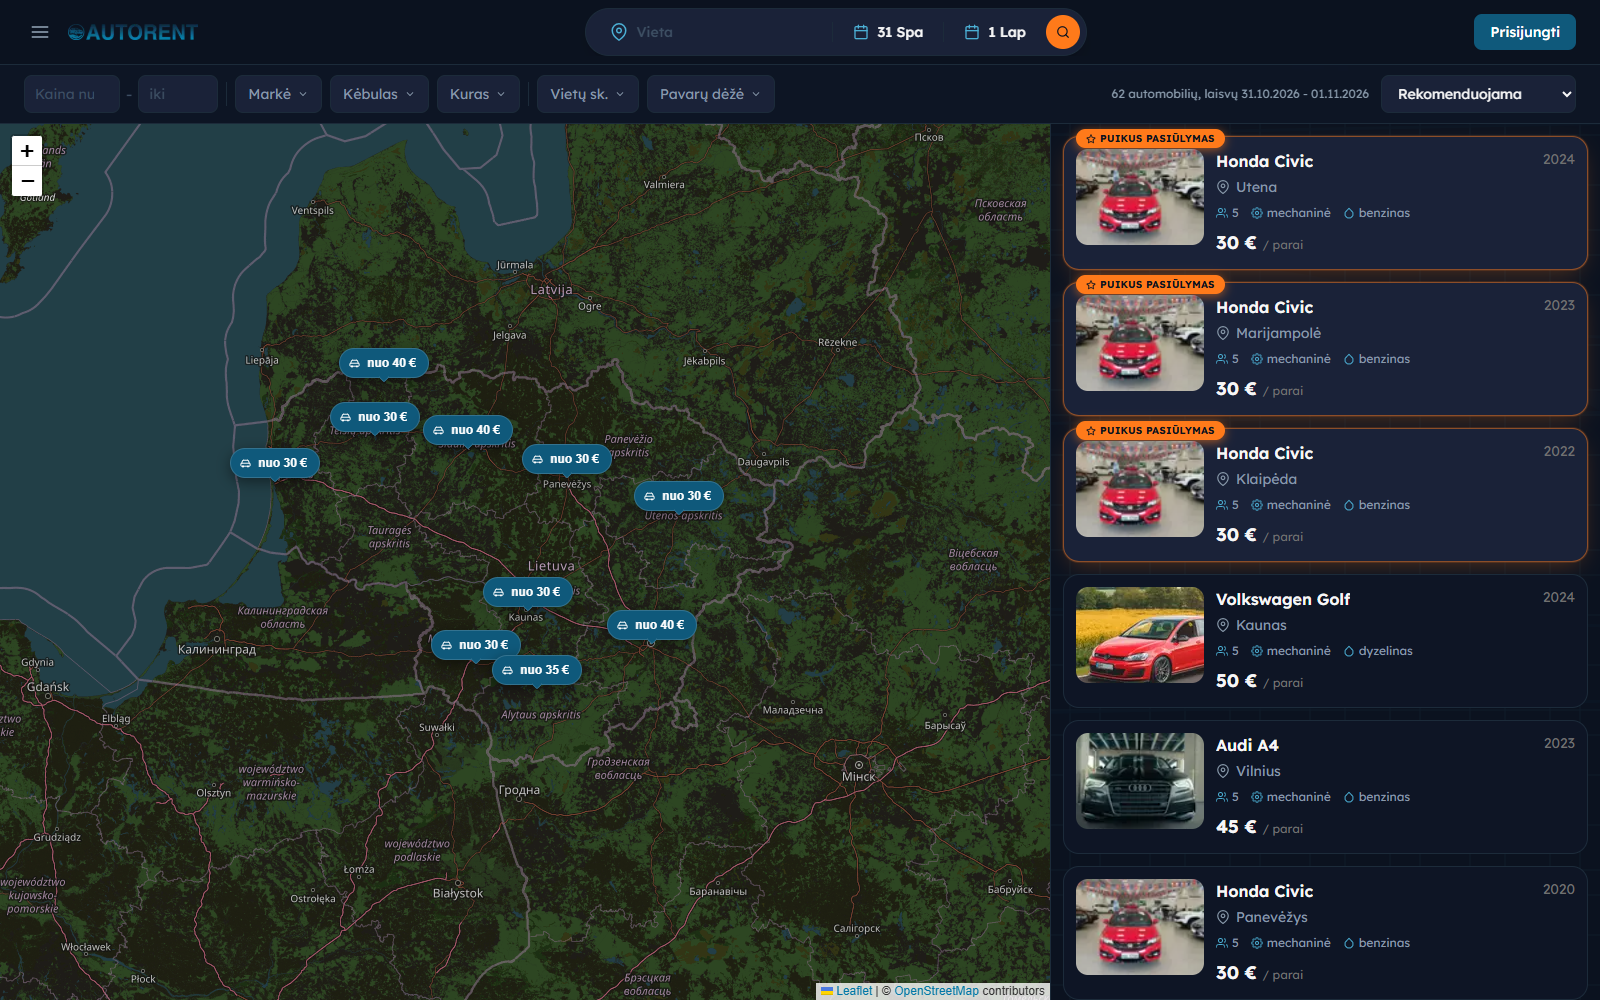 AUTORENT
Vieta
31 Spa
1 Lap
Prisijungti
Kaina nu
-
iki
Markė
Kėbulas
Kuras
Vietų sk.
Pavarų dėžė
62 automobilių, laisvų 31.10.2026 - 01.11.2026
Rekomenduojama
+
−
Gotland
Псков
Valmiera
Псковская
область
Ventspils
Jūrmala
Latvija
Ogre
Jelgava
Rēzekne
Jēkabpils
Liepāja
nuo 40 €
nuo 30 €
nuo 40 €
Panevėžio
apskritis
nuo 30 €
nuo 30 €
Daugavpils
Panevėžys
nuo 30 €
Utenos apskritis
Tauragės
apskritis
Віцебская
вобласць
Lietuva
nuo 30 €
Kaunas
Калининградская
область
nuo 40 €
Калининград
nuo 30 €
nuo 35 €
Gdynia
Gdańsk
Elbląg
Suwałki
Alytaus apskritis
Маладзечна
Барысаў
województwo
warmińsko-
mazurskie
Гродзенская
вобласць
Мінск
Olsztyn
Гродна
Grudziądz
województwo
podlaskie
Łomża
województwo
kujawsko-
pomorskie
Ostrołęka
Białystok
Баранавічы
Бабруйск
Салігорск
Włocławek
Płock
Брэсцкая
вобласць
Leaflet | © OpenStreetMap contributors
PUIKUS PASIŪLYMAS
Honda Civic
2024
Utena
5 mechaninė benzinas
30 € / parai
PUIKUS PASIŪLYMAS
Honda Civic
2023
Marijampolė
5 mechaninė benzinas
30 € / parai
PUIKUS PASIŪLYMAS
Honda Civic
2022
Klaipėda
5 mechaninė benzinas
30 € / parai
Volkswagen Golf
2024
Kaunas
5 mechaninė dyzelinas
50 € / parai
Audi A4
2023
Vilnius
5 mechaninė benzinas
45 € / parai
Honda Civic
2020
Panevėžys
5 mechaninė benzinas
30 € / parai